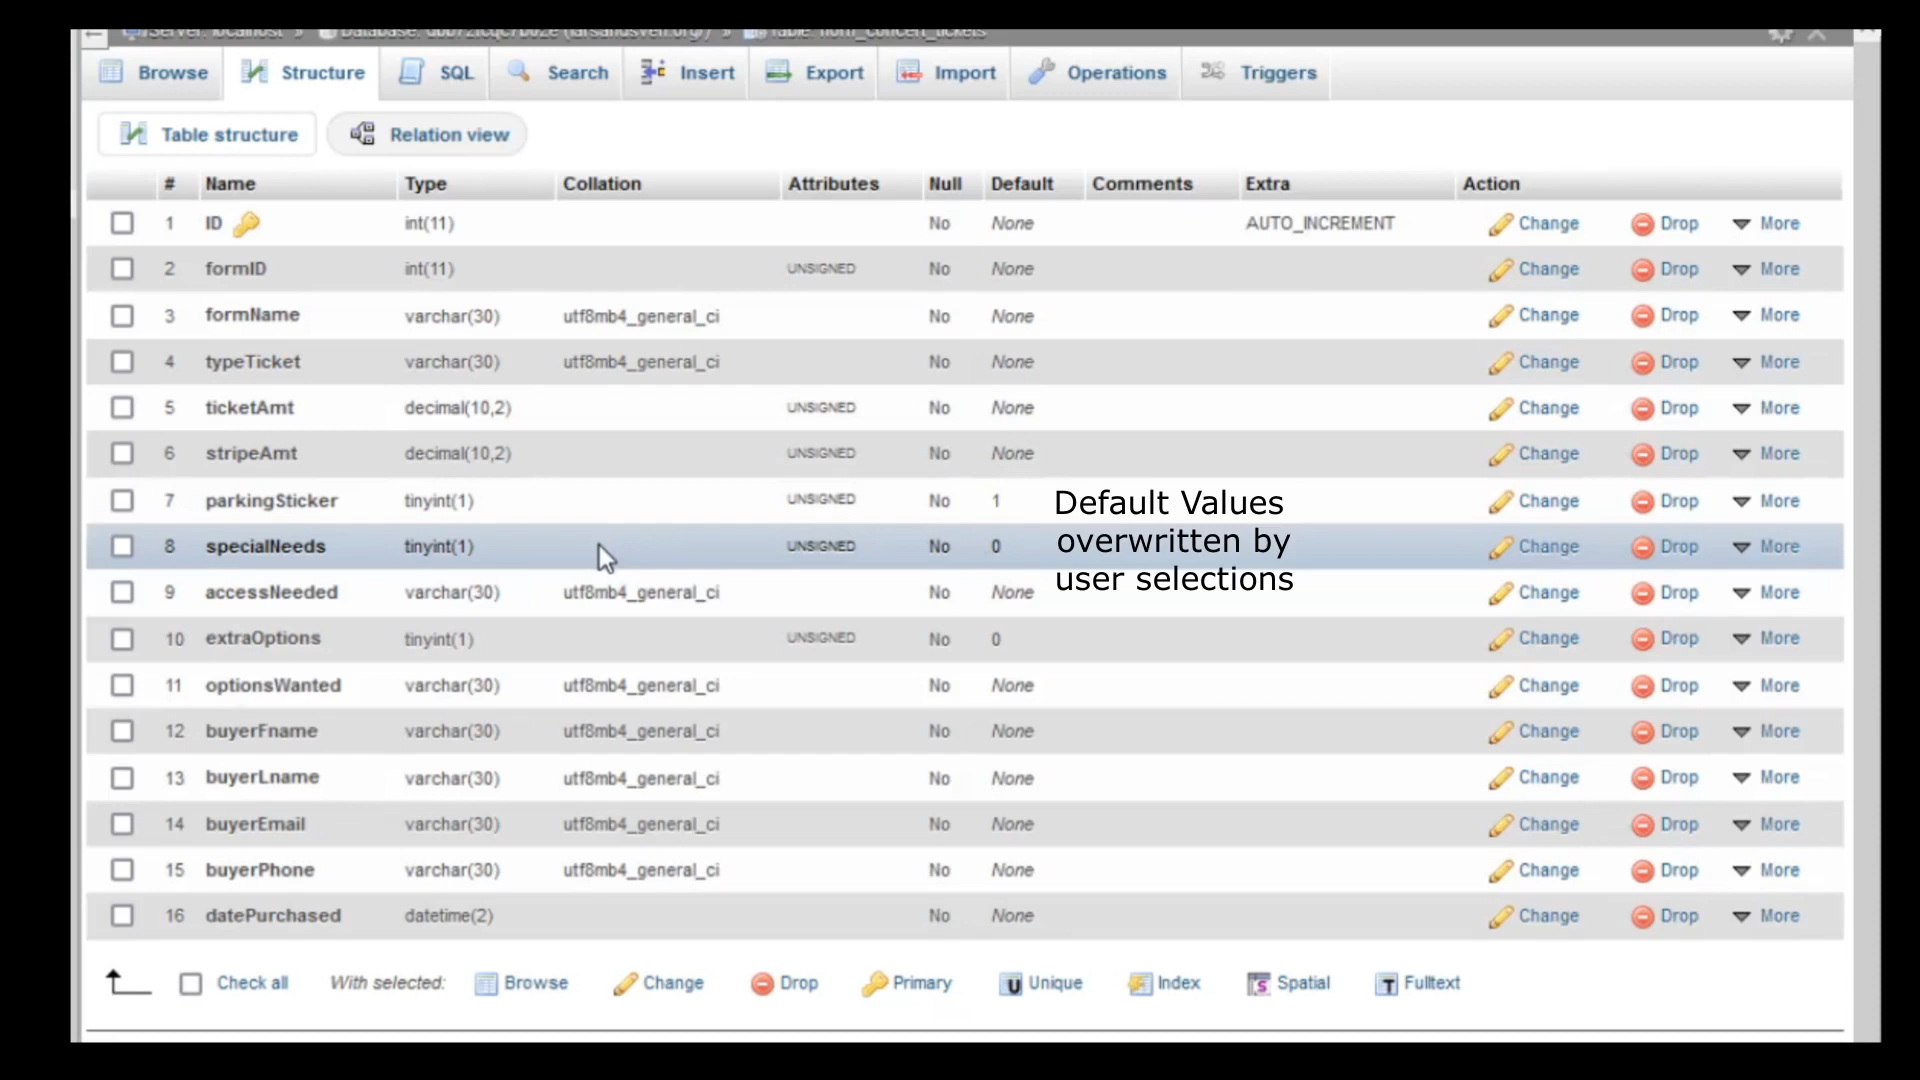 Browse Structure SQL Search Insert Export Import Operations Triggers
Table structure Relation view
# Name Type Collation Attributes Null Default Comments Extra Action
1 ID int(11) No None AUTO_INCREMENT Change Drop More
2 formID int(11) UNSIGNED No None Change Drop More
3 formName varchar(30) utf8mb4_general_ci No None Change Drop More
4 typeTicket varchar(30) utf8mb4_general_ci No None Change Drop More
5 ticketAmt decimal(10,2) UNSIGNED No None Change Drop More
6 stripeAmt decimal(10,2) UNSIGNED No None Change Drop More
7 parkingSticker tinyint(1) UNSIGNED No 1 Default Values Change Drop More
8 specialNeeds tinyint(1) UNSIGNED No 0 overwritten by Change Drop More
9 accessNeeded varchar(30) utf8mb4_general_ci No None user selections Change Drop More
10 extraOptions tinyint(1) UNSIGNED No 0 Change Drop More
11 optionsWanted varchar(30) utf8mb4_general_ci No None Change Drop More
12 buyerFname varchar(30) utf8mb4_general_ci No None Change Drop More
13 buyerLname varchar(30) utf8mb4_general_ci No None Change Drop More
14 buyerEmail varchar(30) utf8mb4_general_ci No None Change Drop More
15 buyerPhone varchar(30) utf8mb4_general_ci No None Change Drop More
16 datePurchased datetime(2) No None Change Drop More
Check all With selected: Browse Change Drop Primary Unique Index Spatial Fulltext